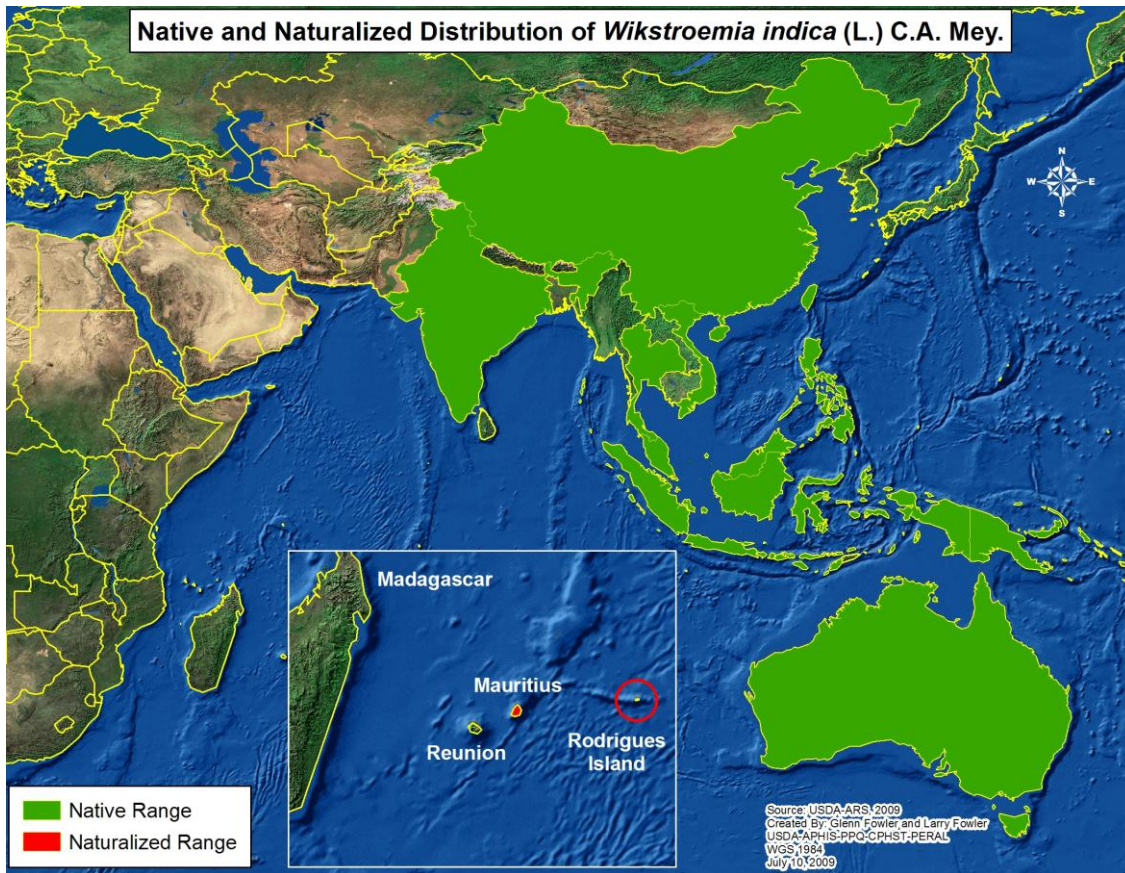 Native and Naturalized Distribution of Wikstroemia indica (L.) C.A. Mey.
N
W E
S
Madagascar
Mauritius
Reunion
Rodrigues
Island
Native Range
Naturalized Range
Source: USDA-ARS, 2009
Created By: Glenn Fowler and Larry Fowler
USDA-APHIS-PPQ-CPHST-PERAL
WGS 1984
July 10, 2009